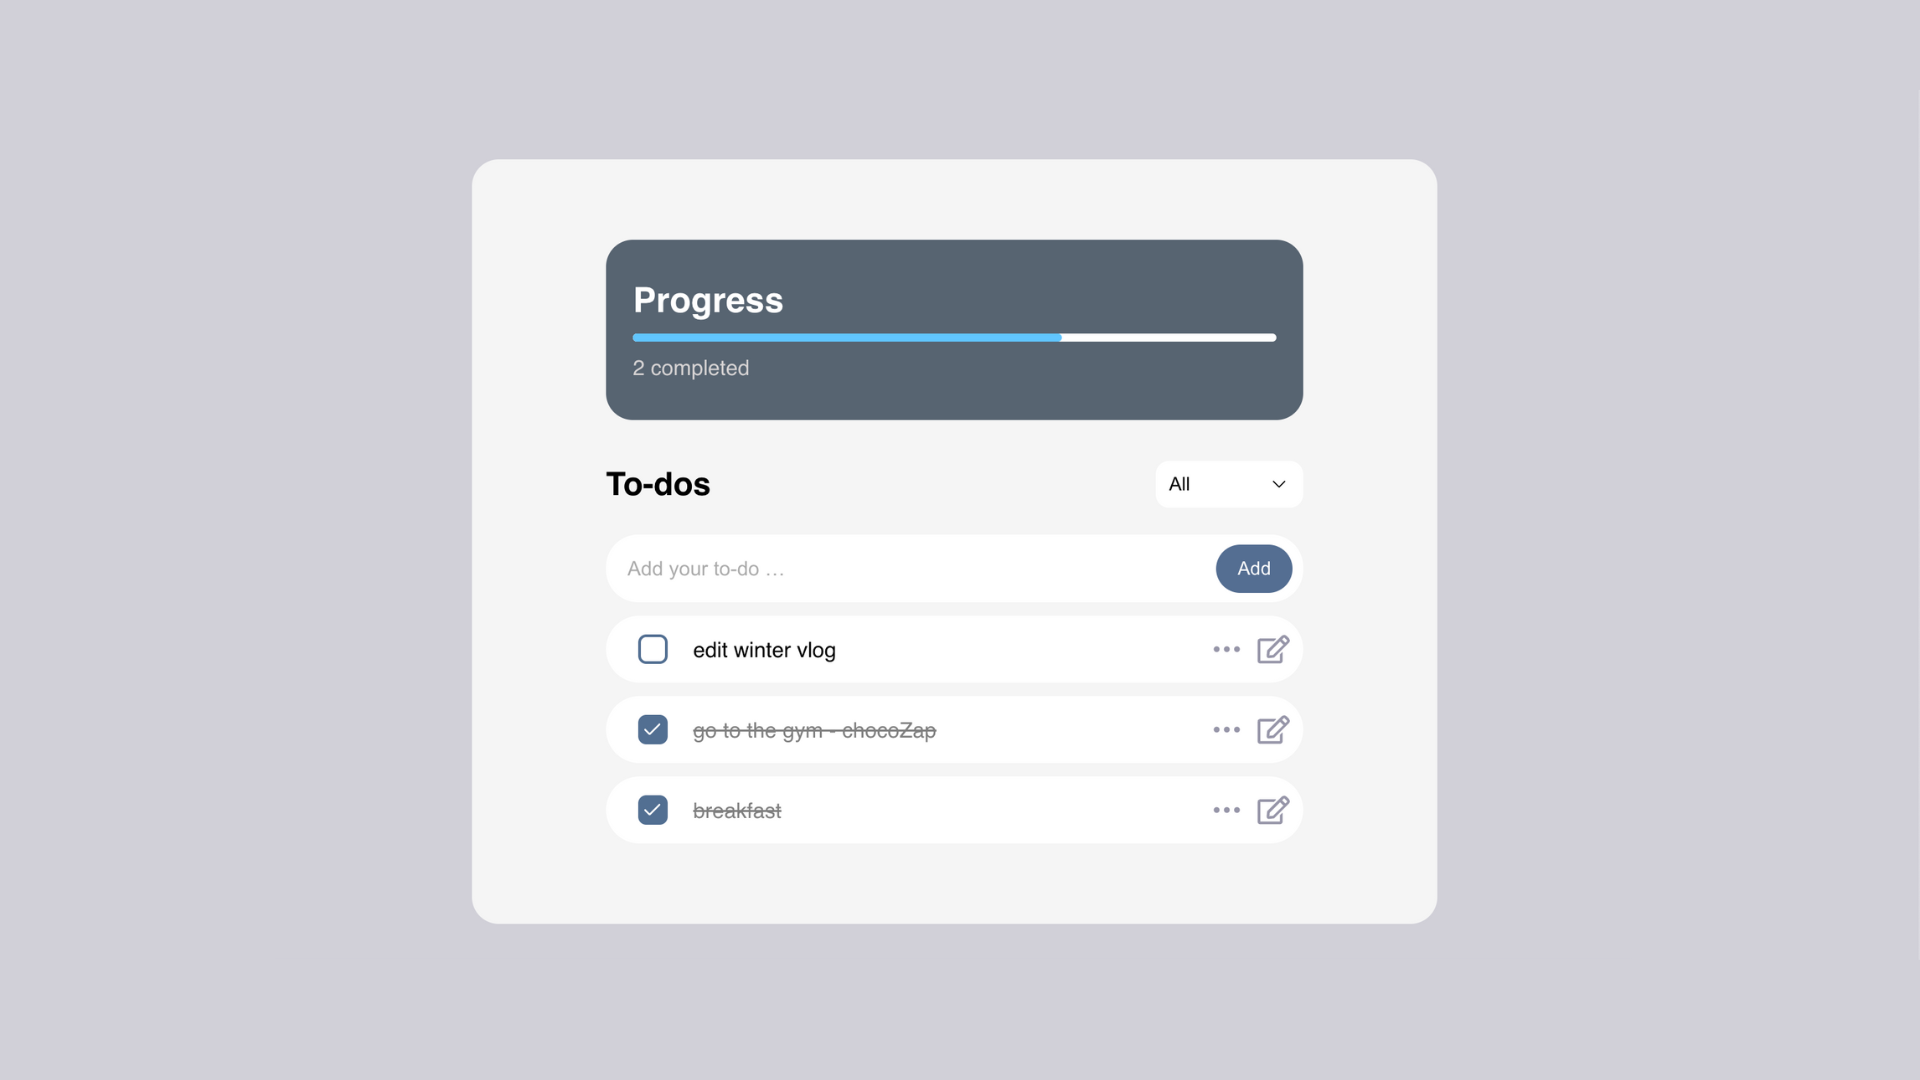 Progress
2 completed
To-dos
All
Add your to-do ...
Add
edit winter vlog
go to the gym - chocoZap
breakfast